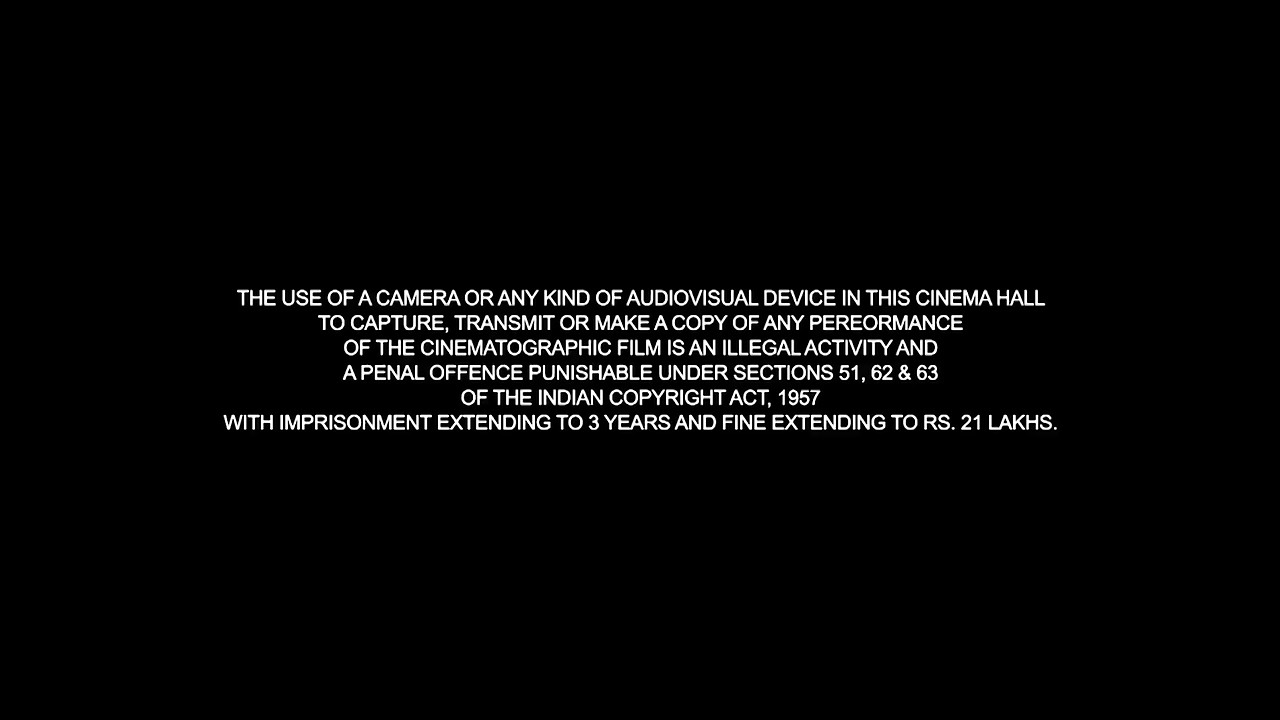 THE USE OF A CAMERA OR ANY KIND OF AUDIOVISUAL DEVICE IN THIS CINEMA HALL
TO CAPTURE, TRANSMIT OR MAKE A COPY OF ANY PEREORMANCE
OF THE CINEMATOGRAPHIC FILM IS AN ILLEGAL ACTIVITY AND
A PENAL OFFENCE PUNISHABLE UNDER SECTIONS 51, 62 & 63
OF THE INDIAN COPYRIGHT ACT, 1957
WITH IMPRISONMENT EXTENDING TO 3 YEARS AND FINE EXTENDING TO RS. 21 LAKHS.